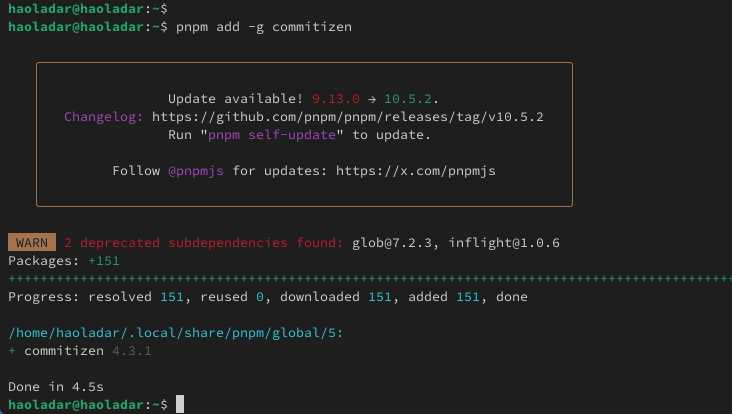 haoladar@haoladar:~$
haoladar@haoladar:~$ pnpm add -g commitizen
Update available! 9.13.0 → 10.5.2.
Changelog: https://github.com/pnpm/pnpm/releases/tag/v10.5.2
Run "pnpm self-update" to update.
Follow @pnpmjs for updates: https://x.com/pnpmjs
WARN 2 deprecated subdependencies found: glob@7.2.3, inflight@1.0.6
Packages: +151
+++++++++++++++++++++++++++++++++++++++++++++++++++++++++++++++++++++++++++++++++++++++++++
Progress: resolved 151, reused 0, downloaded 151, added 151, done
/home/haoladar/.local/share/pnpm/global/5:
+ commitizen 4.3.1
Done in 4.5s
haoladar@haoladar:~$